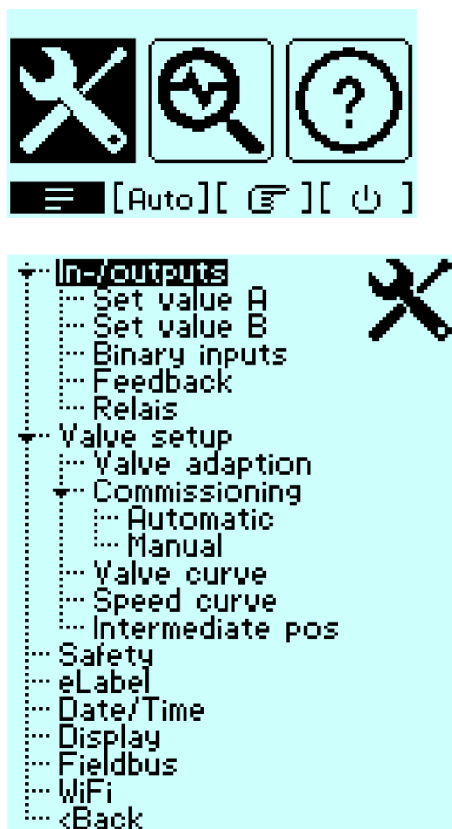 ?
[Auto][ ][ ]
In-/outputs
Set value A
Set value B
Binary inputs
Feedback
Relais
Valve setup
Valve adaption
Commissioning
Automatic
Manual
Valve curve
Speed curve
Intermediate pos
Safety
eLabel
Date/Time
Display
Fieldbus
WiFi
<Back